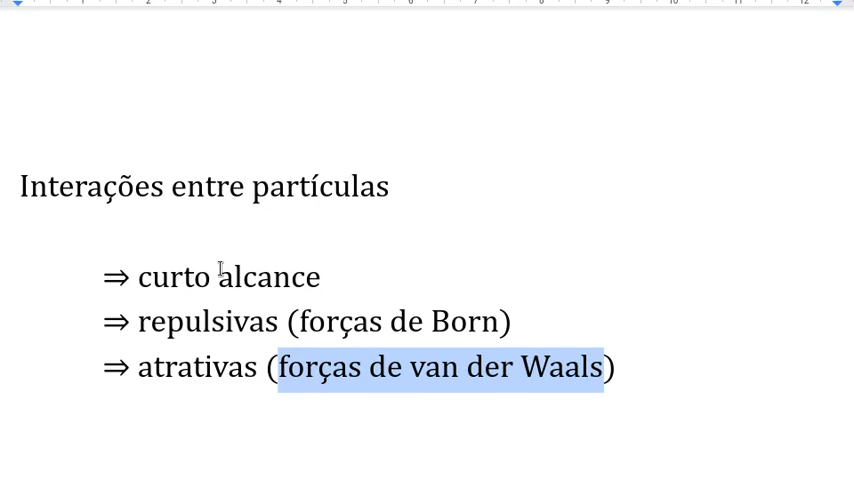 Interações entre partículas
⇒ curto alcance
⇒ repulsivas (forças de Born)
⇒ atrativas (forças de van der Waals)